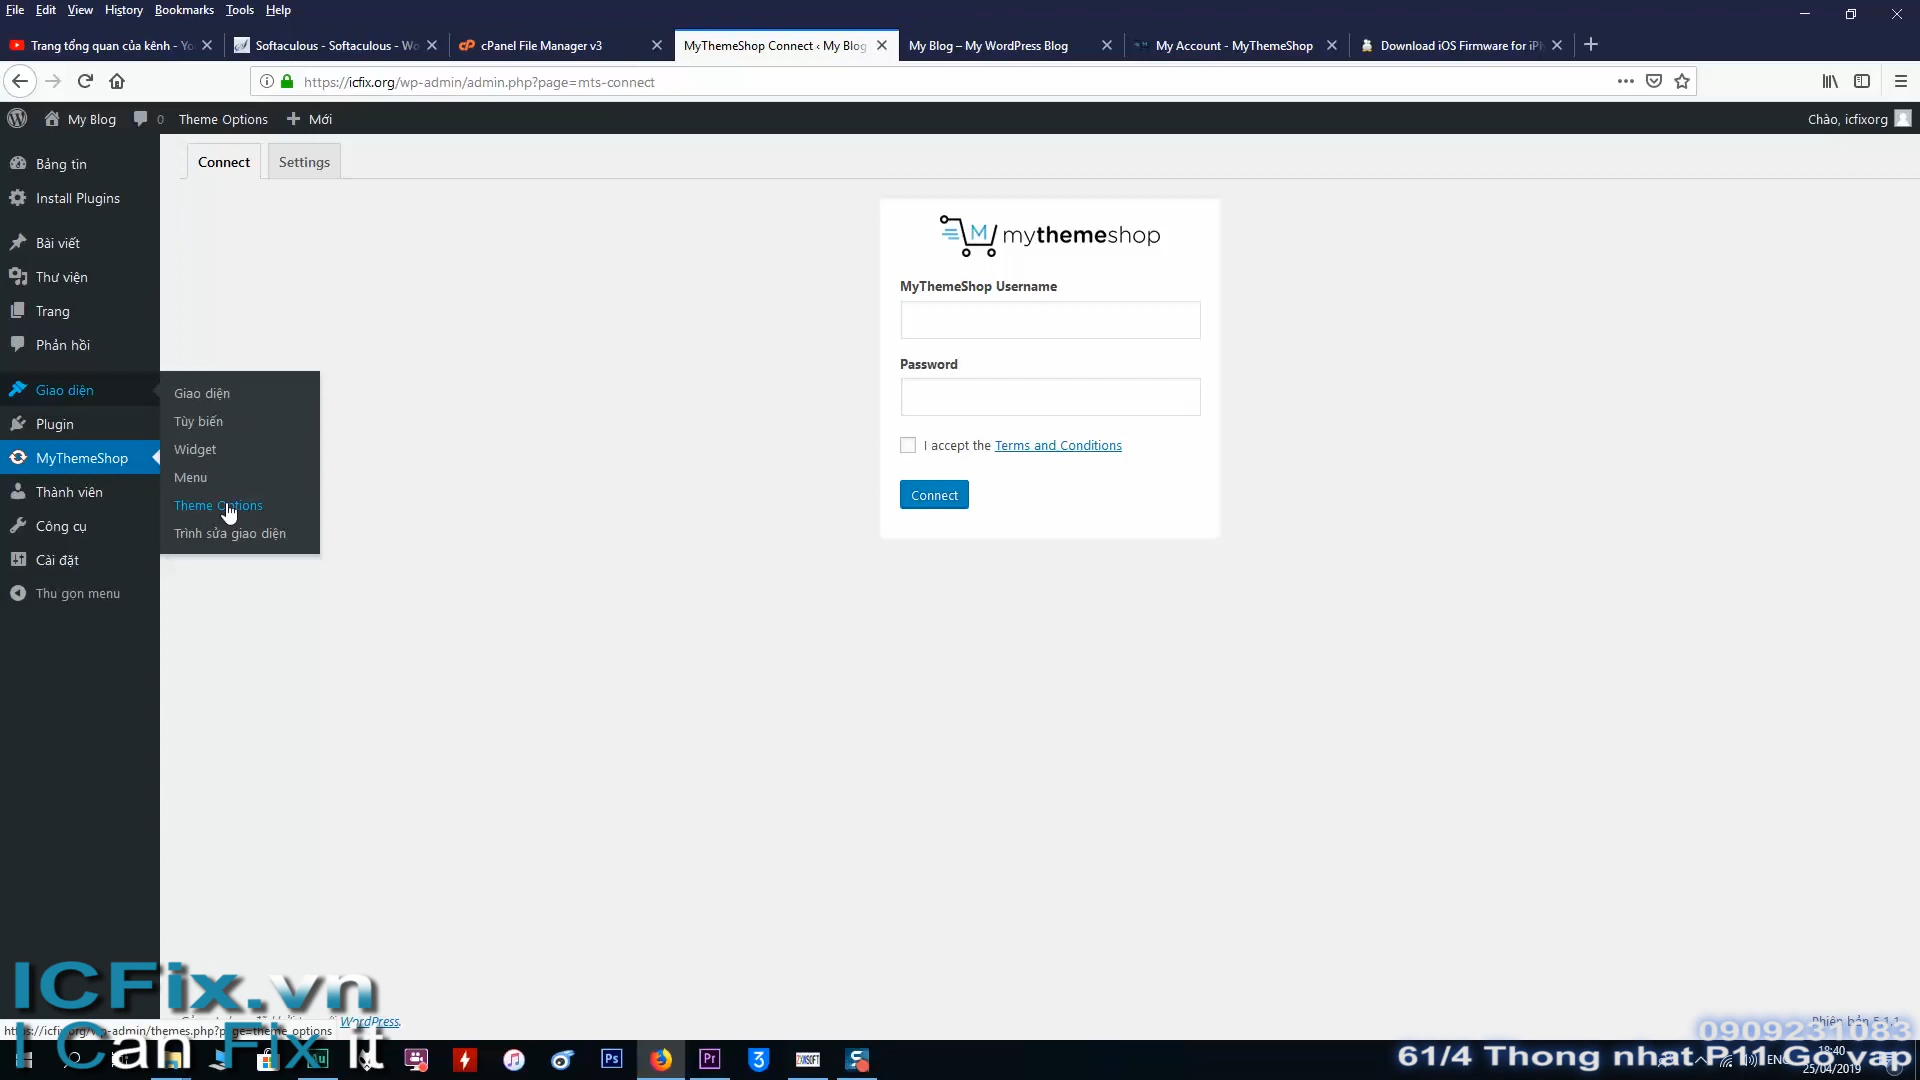 File Edit View History Bookmarks Tools Help
Trang tổng quan của kênh - Yo
Softaculous - Softaculous - Wo
cPanel File Manager v3
MyThemeShop Connect ‹ My Blog
My Blog – My WordPress Blog
My Account - MyThemeShop
Download iOS Firmware for iPh
https://icfix.org/wp-admin/admin.php?page=mts-connect
My Blog 0 Theme Options + Mới
Chào, icfixorg
Bảng tin
Install Plugins
Bài viết
Thư viện
Trang
Phản hồi
Giao diện
Plugin
MyThemeShop
Thành viên
Công cụ
Cài đặt
Thu gọn menu
Giao diện
Tùy biến
Widget
Menu
Theme Options
Trình sửa giao diện
Connect Settings
mythemeshop
MyThemeShop Username
Password
I accept the Terms and Conditions
Connect
ICFix.vn
WordPress.
https://icfix.org/wp-admin/themes.php?page=theme_options
I Can Fix it
Phiên bản 5.1.1
0909231083
61/4 Thong nhat P11 Go vap
18:40
ENG
25/04/2019